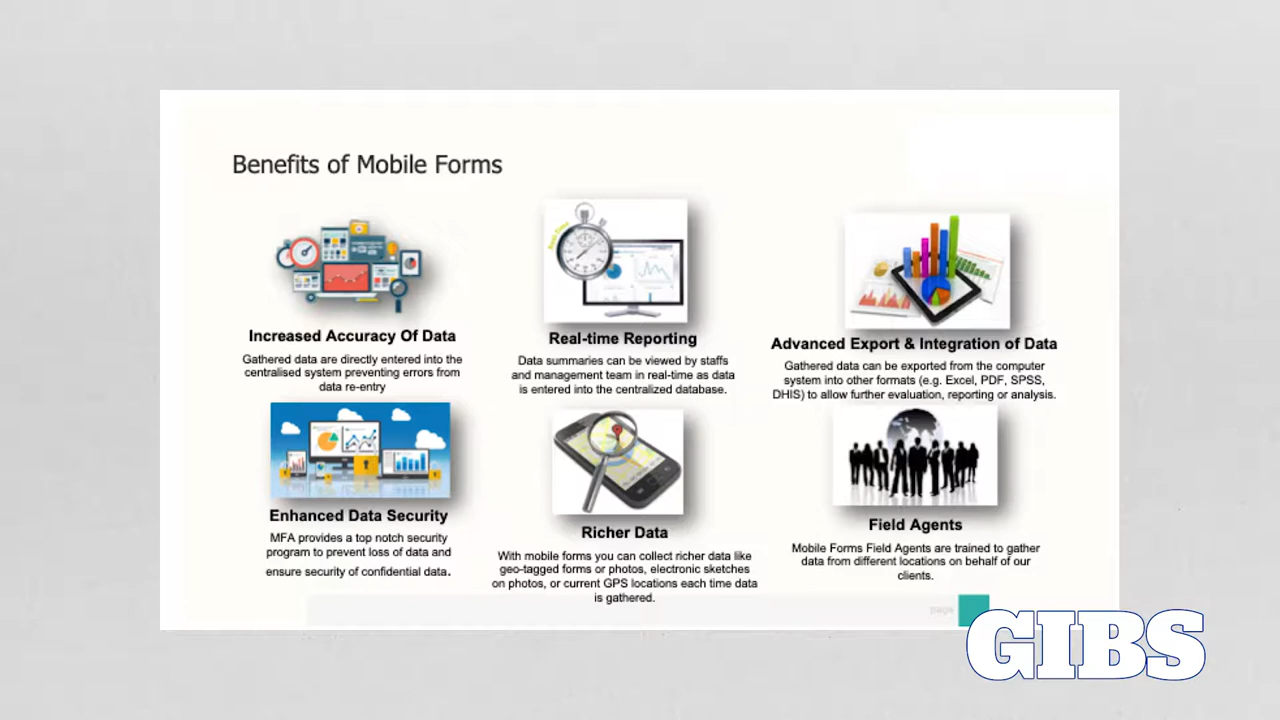 Benefits of Mobile Forms
Increased Accuracy Of Data
Gathered data are directly entered into the
centralised system preventing errors from
data re-entry
Real-time Reporting
Data summaries can be viewed by staffs
and management team in real-time as data
is entered into the centralized database.
Advanced Export & Integration of Data
Gathered data can be exported from the computer
system into other formats (e.g. Excel, PDF, SPSS,
DHIS) to allow further evaluation, reporting or analysis.
Enhanced Data Security
MFA provides a top notch security
program to prevent loss of data and
ensure security of confidential data.
Richer Data
With mobile forms you can collect richer data like
geo-tagged forms or photos, electronic sketches
on photos, or current GPS locations each time data
is gathered.
Field Agents
Mobile Forms Field Agents are trained to gather
data from different locations on behalf of our
clients.
page
GIBS